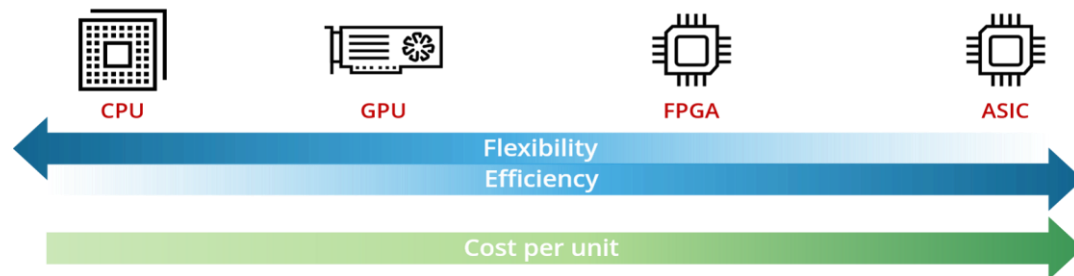 CPU GPU FPGA ASIC
Flexibility
Efficiency
Cost per unit